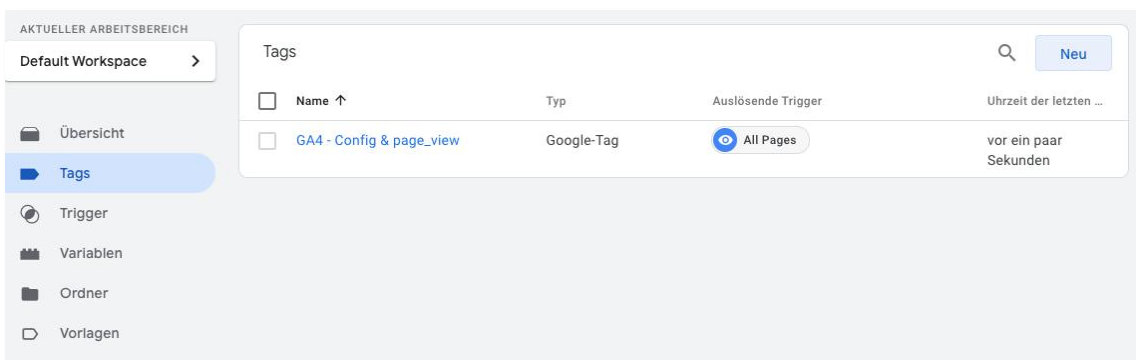 AKTUELLER ARBEITSBEREICH
Default Workspace
Übersicht
Tags
Trigger
Variablen
Ordner
Vorlagen
Tags
Neu
Name ↑ Typ Auslösende Trigger Uhrzeit der letzten ...
GA4 - Config & page_view Google-Tag All Pages vor ein paar
Sekunden